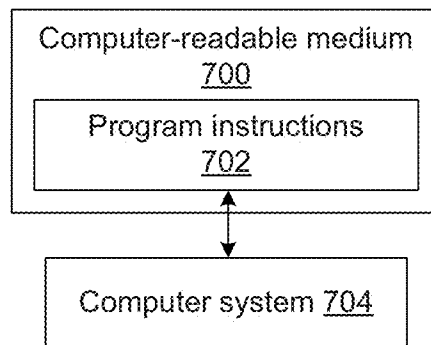 Computer-readable medium
700
Program instructions
702
Computer system 704